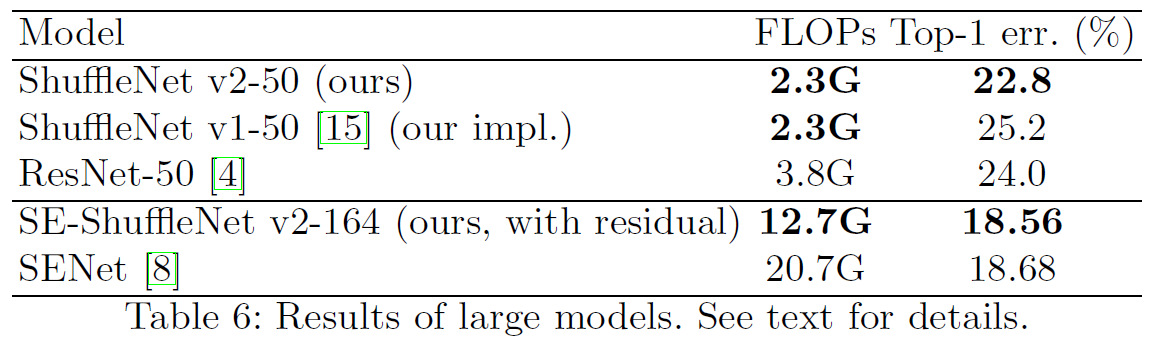 Model FLOPs Top-1 err. (%)
ShuffleNet v2-50 (ours) 2.3G 22.8
ShuffleNet v1-50 [15] (our impl.) 2.3G 25.2
ResNet-50 [4] 3.8G 24.0
SE-ShuffleNet v2-164 (ours, with residual) 12.7G 18.56
SENet [8] 20.7G 18.68
Table 6: Results of large models. See text for details.